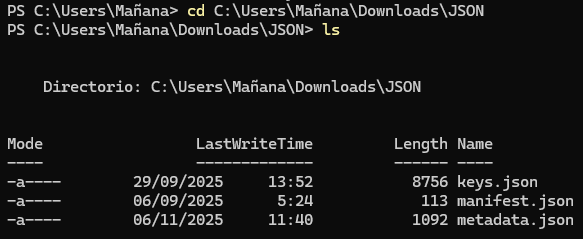 PS C:\Users\Mañana> cd C:\Users\Mañana\Downloads\JSON
PS C:\Users\Mañana\Downloads\JSON> ls
Directorio: C:\Users\Mañana\Downloads\JSON
Mode LastWriteTime Length Name
---- ------------- ------ ----
-a---- 29/09/2025 13:52 8756 keys.json
-a---- 06/09/2025 5:24 113 manifest.json
-a---- 06/11/2025 11:40 1092 metadata.json